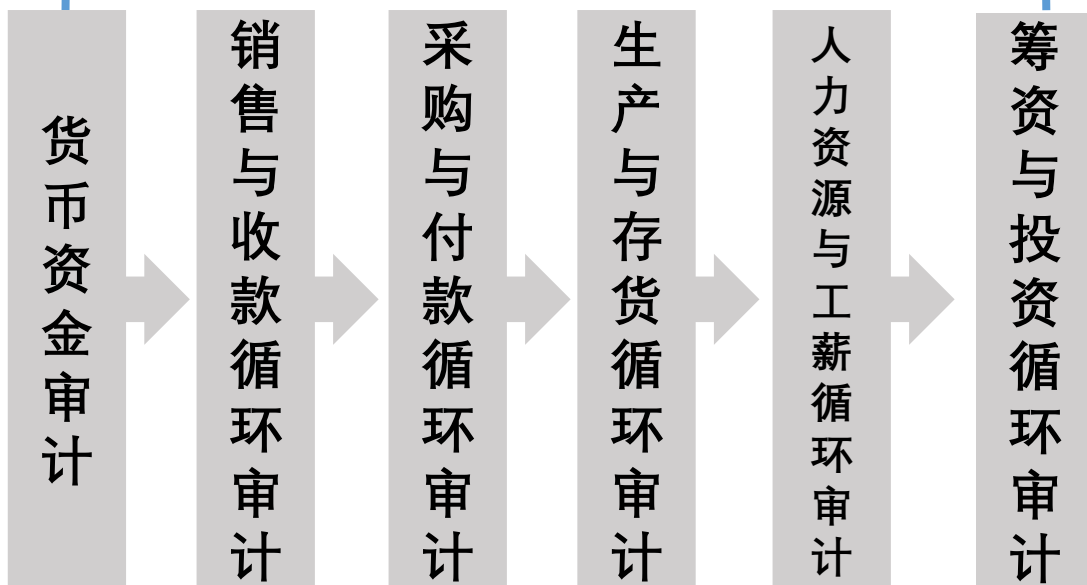 货币资金审计
销售与收款循环审计
采购与付款循环审计
生产与存货循环审计
人力资源与工薪循环审计
筹资与投资循环审计